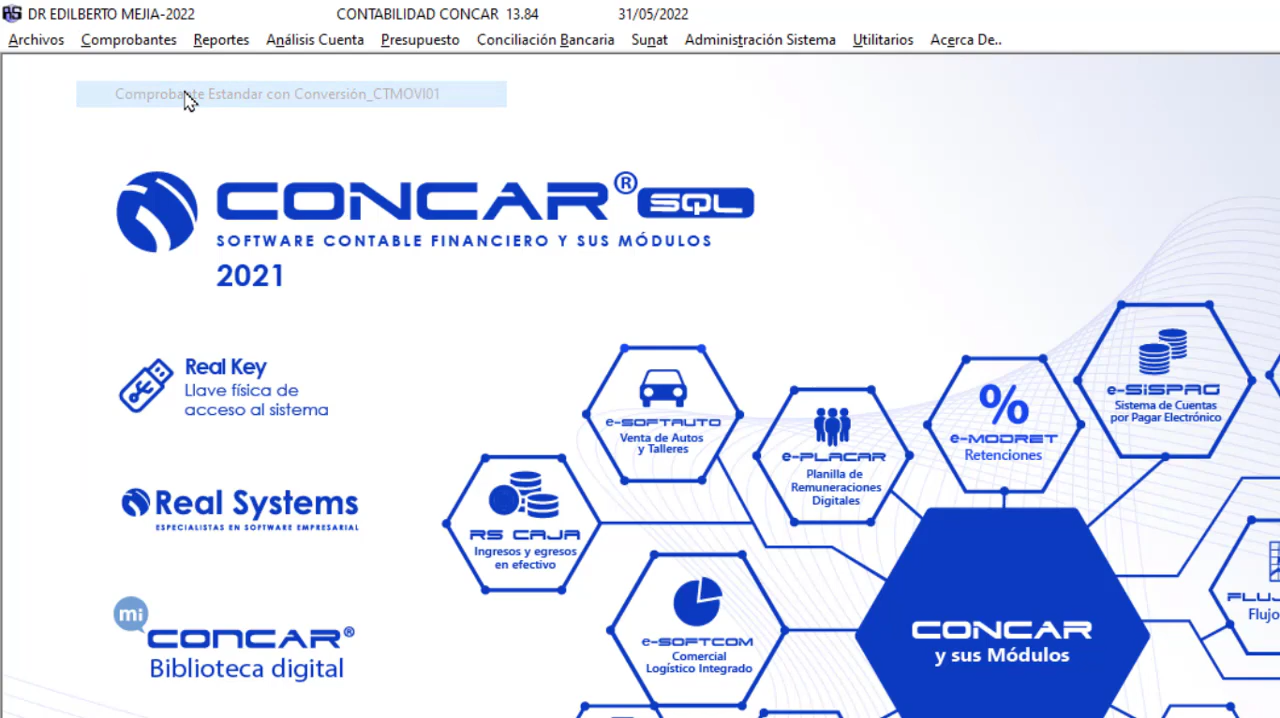 DR EDILBERTO MEJIA-2022 CONTABILIDAD CONCAR 13.84 31/05/2022
Archivos Comprobantes Reportes Análisis Cuenta Presupuesto Conciliación Bancaria Sunat Administración Sistema Utilitarios Acerca De..
Comprobante Estandar con Conversión_CTMOVI01
CONCAR® SQL
SOFTWARE CONTABLE FINANCIERO Y SUS MÓDULOS
2021
Real Key
Llave física de
acceso al sistema
Real Systems
ESPECIALISTAS EN SOFTWARE EMPRESARIAL
mi
CONCAR®
Biblioteca digital
e-SOFTAUTO
Venta de Autos
y Talleres
e-PLACAR
Planilla de
Remuneraciones
Digitales
%
e-MODRET
Retenciones
e-SISPAG
Sistema de Cuentas
por Pagar Electrónico
RS CAJA
Ingresos y egresos
en efectivo
e-SOFTCOM
Comercial
Logístico Integrado
CONCAR
y sus Módulos